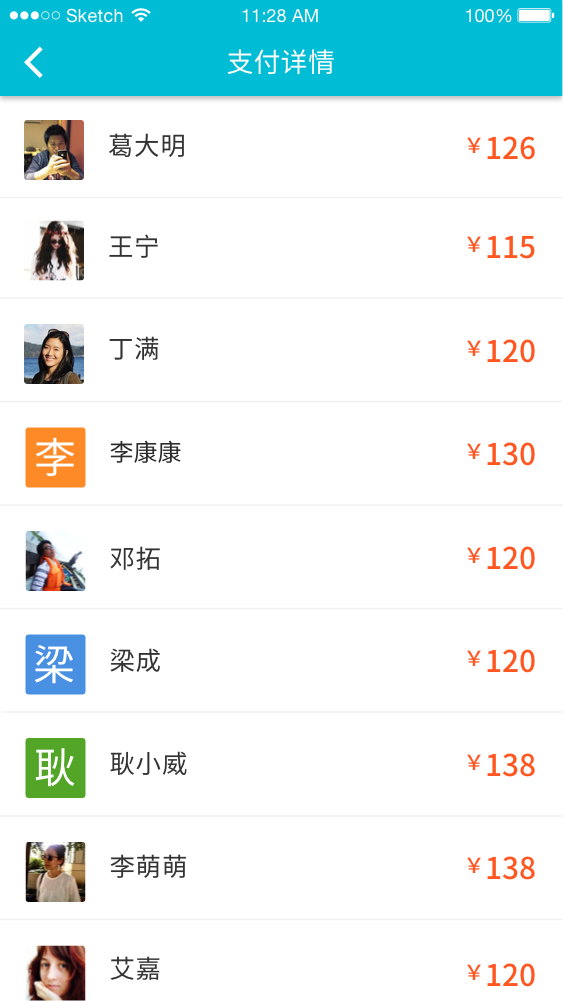 Sketch 11:28 AM 100%
支付详情
葛大明 ¥126
王宁 ¥115
丁满 ¥120
李 李康康 ¥130
邓拓 ¥120
梁 梁成 ¥120
耿 耿小威 ¥138
李萌萌 ¥138
艾嘉 ¥120